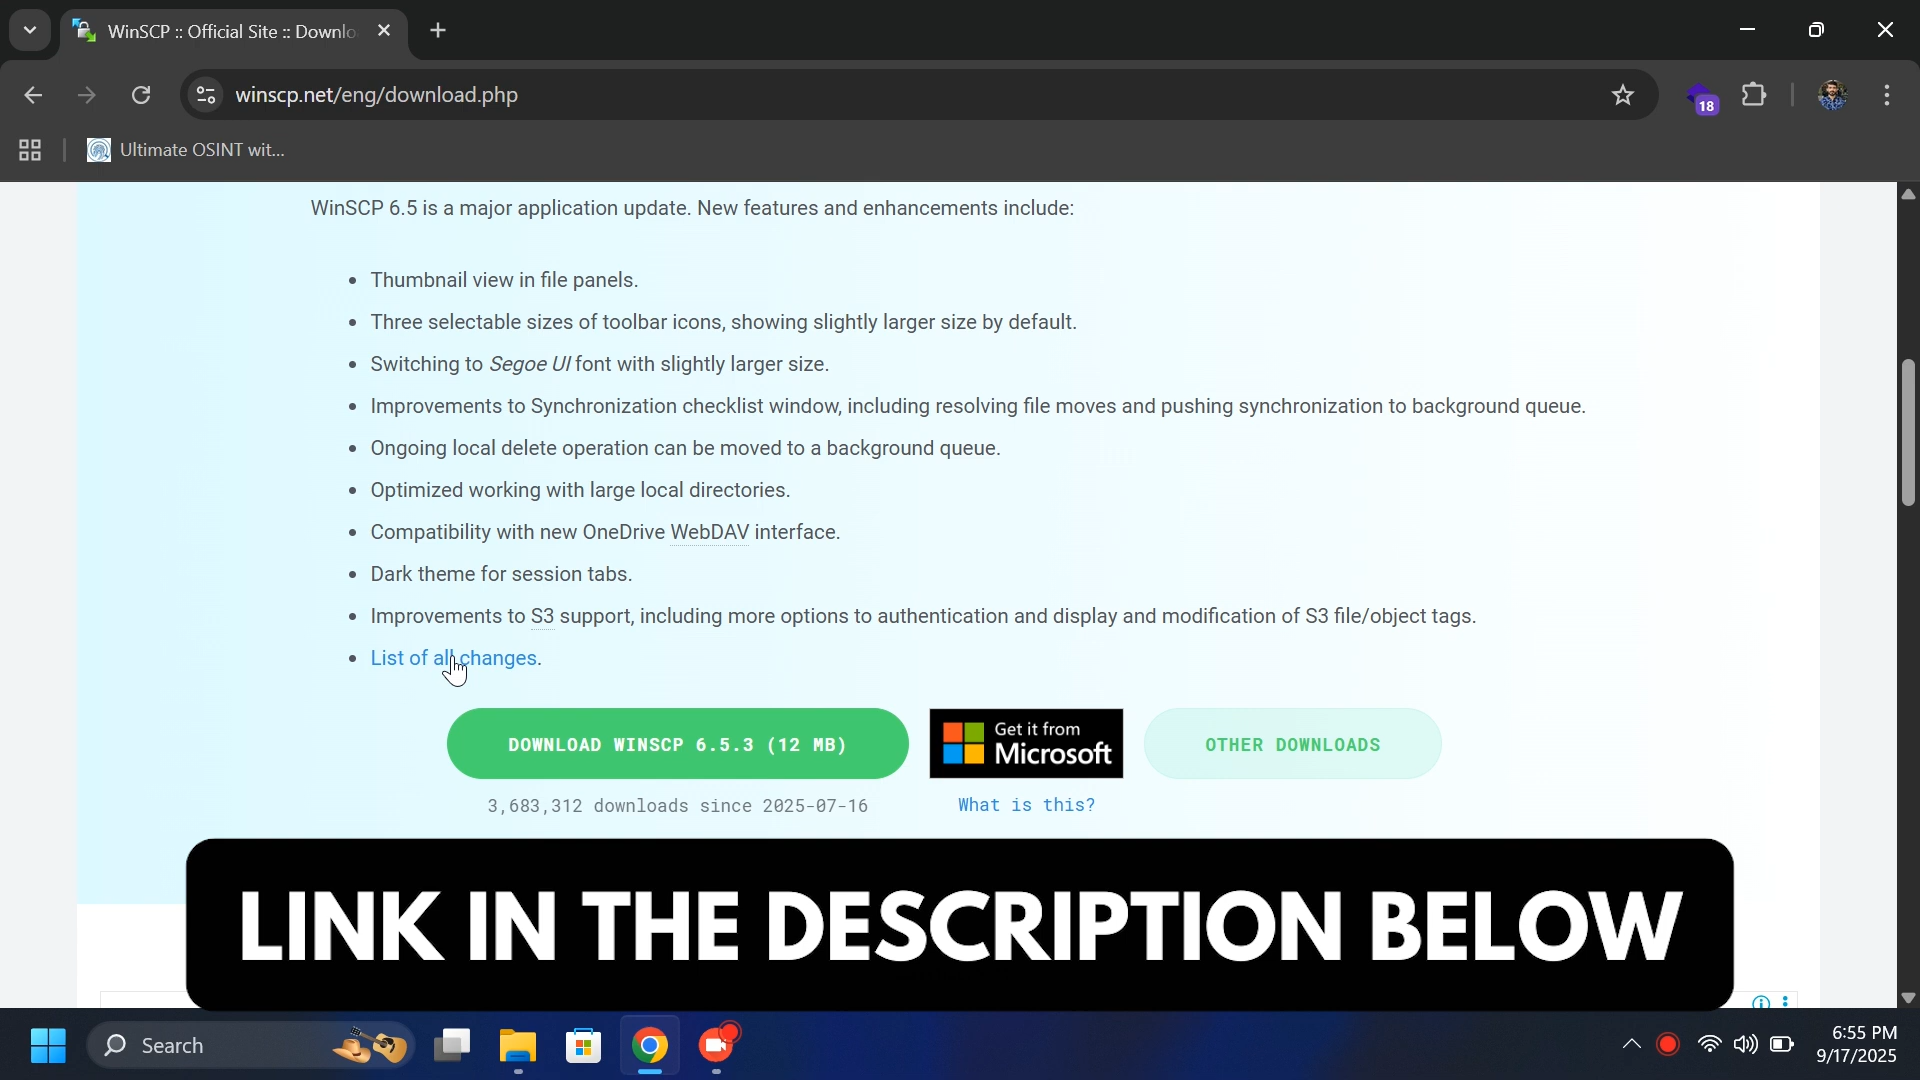 WinSCP :: Official Site :: Downlo
winscp.net/eng/download.php
18
Ultimate OSINT wit...
WinSCP 6.5 is a major application update. New features and enhancements include:
• Thumbnail view in file panels.
• Three selectable sizes of toolbar icons, showing slightly larger size by default.
• Switching to Segoe UI font with slightly larger size.
• Improvements to Synchronization checklist window, including resolving file moves and pushing synchronization to background queue.
• Ongoing local delete operation can be moved to a background queue.
• Optimized working with large local directories.
• Compatibility with new OneDrive WebDAV interface.
• Dark theme for session tabs.
• Improvements to S3 support, including more options to authentication and display and modification of S3 file/object tags.
• List of all changes.
DOWNLOAD WINSCP 6.5.3 (12 MB)
Get it from
Microsoft
OTHER DOWNLOADS
3,683,312 downloads since 2025-07-16
What is this?
LINK IN THE DESCRIPTION BELOW
Search
6:55 PM
9/17/2025